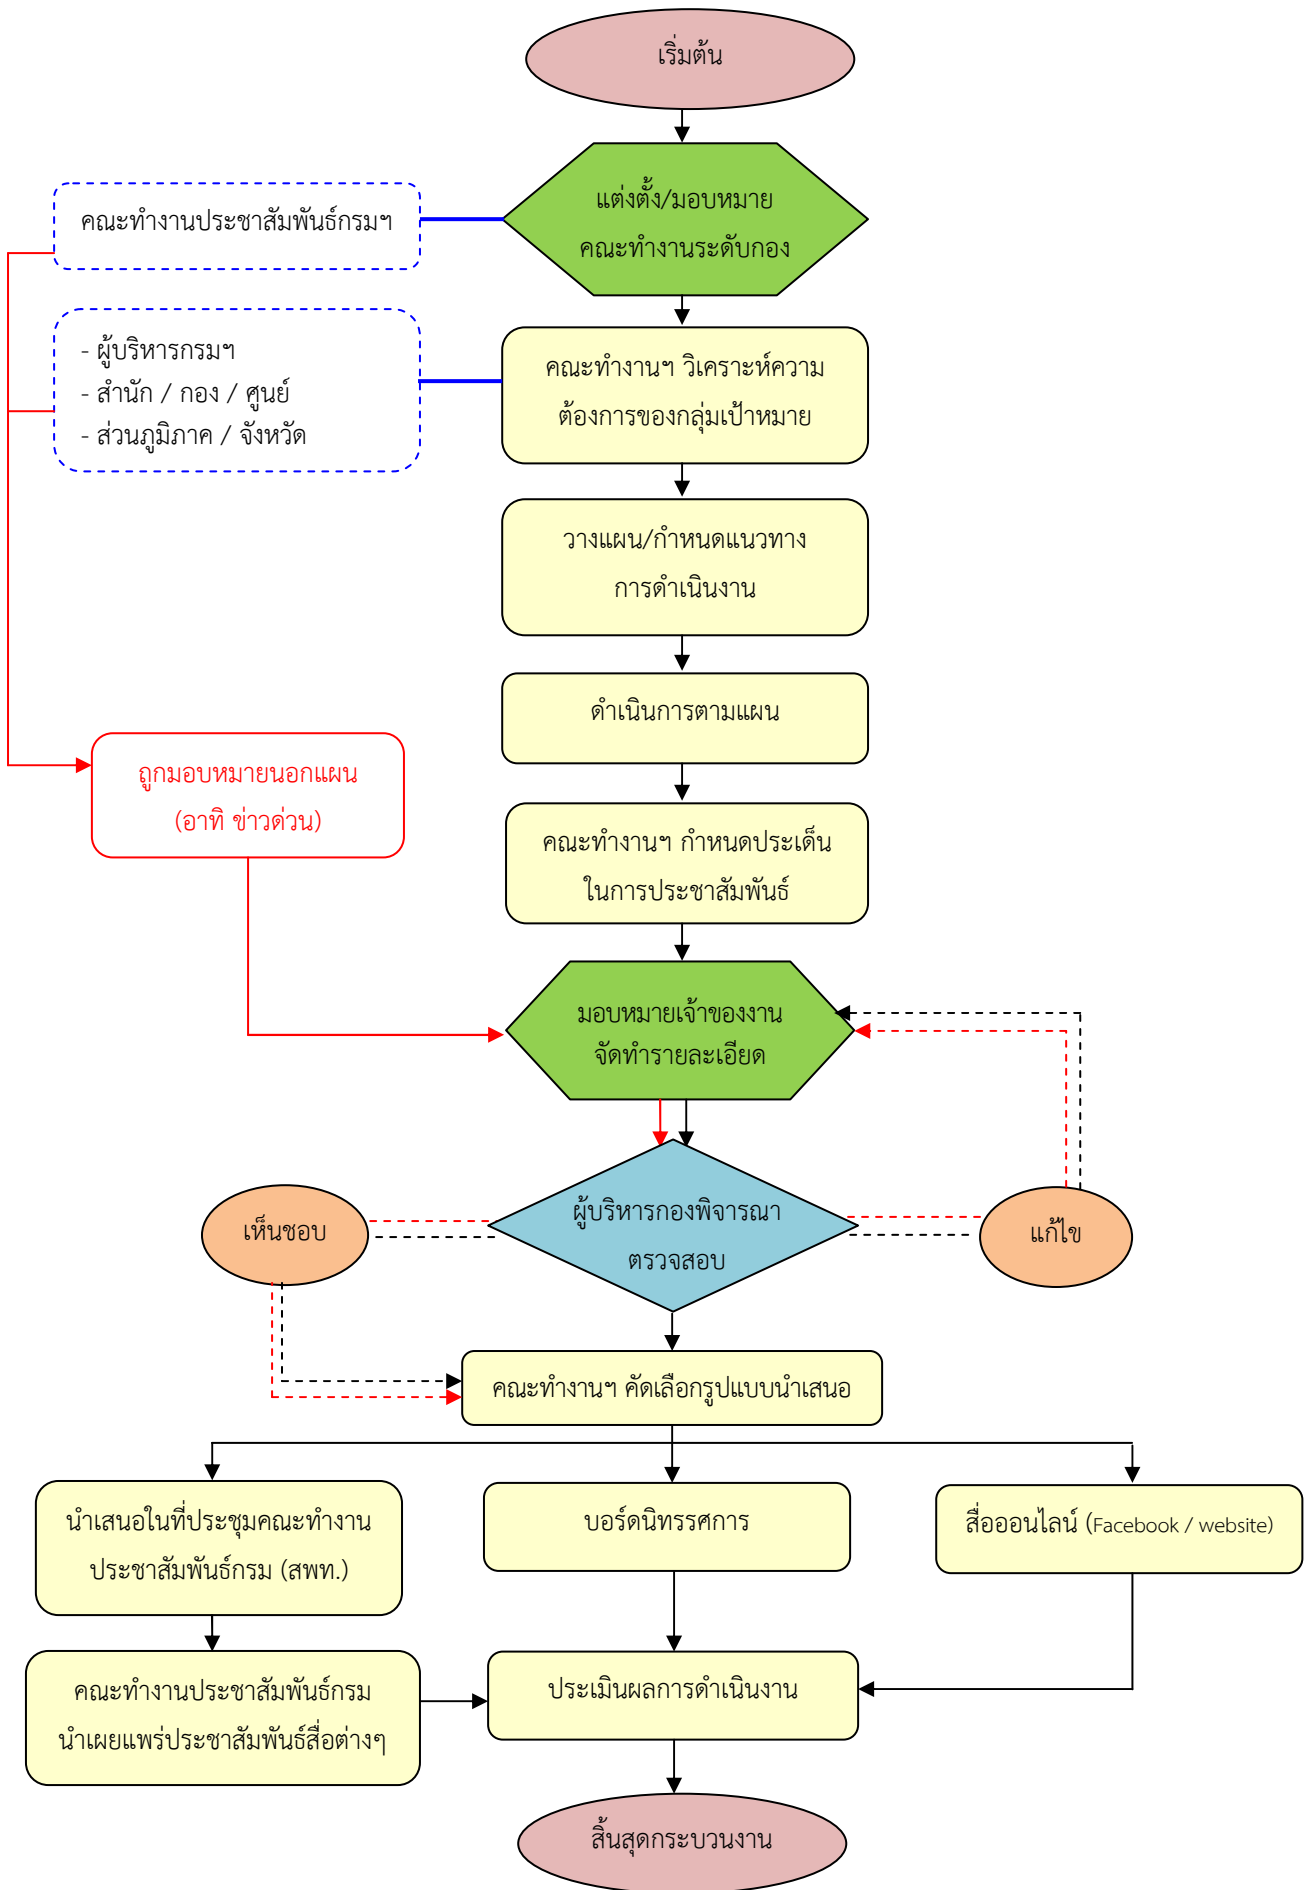 เริ่มต้น
แต่งตั้ง/มอบหมาย
คณะทำงานระดับกอง
คณะทำงานประชาสัมพันธ์กรมฯ
- ผู้บริหารกรมฯ
- สำนัก / กอง / ศูนย์
- ส่วนภูมิภาค / จังหวัด
คณะทำงานฯ วิเคราะห์ความ
ต้องการของกลุ่มเป้าหมาย
วางแผน/กำหนดแนวทาง
การดำเนินงาน
ดำเนินการตามแผน
ถูกมอบหมายนอกแผน
(อาทิ ข่าวด่วน)
คณะทำงานฯ กำหนดประเด็น
ในการประชาสัมพันธ์
มอบหมายเจ้าของงาน
จัดทำรายละเอียด
ผู้บริหารกองพิจารณา
ตรวจสอบ
เห็นชอบ
แก้ไข
คณะทำงานฯ คัดเลือกรูปแบบนำเสนอ
นำเสนอในที่ประชุมคณะทำงาน
ประชาสัมพันธ์กรม (สพท.)
บอร์ดนิทรรศการ
สื่อออนไลน์ (Facebook / website)
คณะทำงานประชาสัมพันธ์กรม
นำเผยแพร่ประชาสัมพันธ์สื่อต่างๆ
ประเมินผลการดำเนินงาน
สิ้นสุดกระบวนงาน